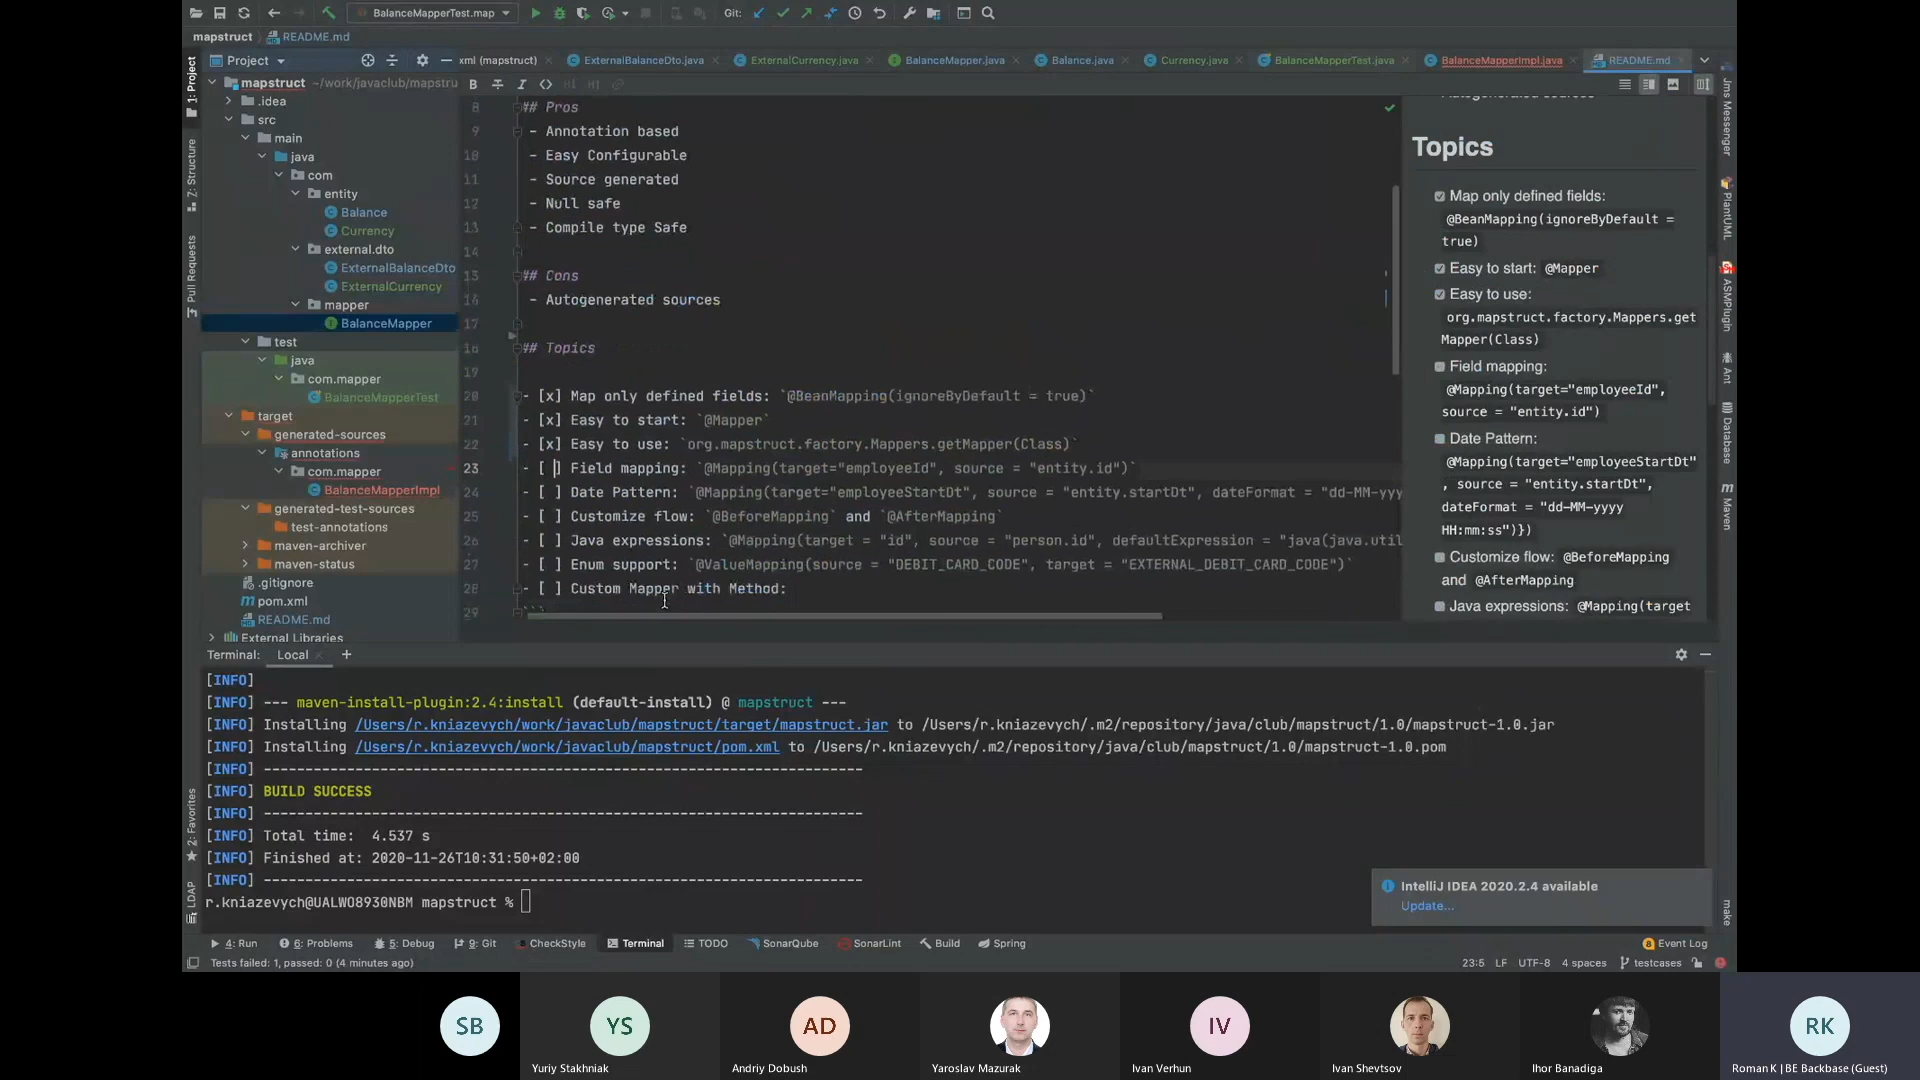 BalanceMapperTest.map
Git:
mapstruct
README.md
Project
xml (mapstruct)
ExternalBalanceDto.java
ExternalCurrency.java
BalanceMapper.java
Balance.java
Currency.java
BalanceMapperTest.java
BalanceMapperImpl.java
README.md
mapstruct ~/work/javaclub/mapstru
.idea
src
main
java
com
entity
Balance
Currency
external.dto
ExternalBalanceDto
ExternalCurrency
mapper
BalanceMapper
test
java
com.mapper
BalanceMapperTest
target
generated-sources
annotations
com.mapper
BalanceMapperImpl
generated-test-sources
test-annotations
maven-archiver
maven-status
.gitignore
pom.xml
README.md
External Libraries
1: Project
Z: Structure
Pull Requests
2: Favorites
LDAP
8 ## Pros
9 - Annotation based
10 - Easy Configurable
11 - Source generated
12 - Null safe
13 - Compile type Safe
14
15 ## Cons
16 - Autogenerated sources
17
18 ## Topics
19
20 - [x] Map only defined fields: `@BeanMapping(ignoreByDefault = true)`
21 - [x] Easy to start: `@Mapper`
22 - [x] Easy to use: `org.mapstruct.factory.Mappers.getMapper(Class)`
23 - [ ] Field mapping: `@Mapping(target="employeeId", source = "entity.id")`
24 - [ ] Date Pattern: `@Mapping(target="employeeStartDt", source = "entity.startDt", dateFormat = "dd-MM-yyy
25 - [ ] Customize flow: `@BeforeMapping` and `@AfterMapping`
26 - [ ] Java expressions: `@Mapping(target = "id", source = "person.id", defaultExpression = "java(java.util
27 - [ ] Enum support: `@ValueMapping(source = "DEBIT_CARD_CODE", target = "EXTERNAL_DEBIT_CARD_CODE")`
28 - [ ] Custom Mapper with Method:
29 ```
Autogenerated sources
Topics
Map only defined fields:
@BeanMapping(ignoreByDefault =
true)
Easy to start: @Mapper
Easy to use:
org.mapstruct.factory.Mappers.get
Mapper(Class)
Field mapping:
@Mapping(target="employeeId",
source = "entity.id")
Date Pattern:
@Mapping(target="employeeStartDt"
, source = "entity.startDt",
dateFormat = "dd-MM-yyyy
HH:mm:ss")})
Customize flow: @BeforeMapping
and @AfterMapping
Java expressions: @Mapping(target
Jms Messenger
PlantUML
ASMPlugin
Ant
Database
Maven
make
Terminal: Local
[INFO]
[INFO] --- maven-install-plugin:2.4:install (default-install) @ mapstruct ---
[INFO] Installing /Users/r.kniazevych/work/javaclub/mapstruct/target/mapstruct.jar to /Users/r.kniazevych/.m2/repository/java/club/mapstruct/1.0/mapstruct-1.0.jar
[INFO] Installing /Users/r.kniazevych/work/javaclub/mapstruct/pom.xml to /Users/r.kniazevych/.m2/repository/java/club/mapstruct/1.0/mapstruct-1.0.pom
[INFO] ------------------------------------------------------------------------
[INFO] BUILD SUCCESS
[INFO] ------------------------------------------------------------------------
[INFO] Total time: 4.537 s
[INFO] Finished at: 2020-11-26T10:31:50+02:00
[INFO] ------------------------------------------------------------------------
r.kniazevych@UALWO8930NBM mapstruct %
IntelliJ IDEA 2020.2.4 available
Update...
4: Run
6: Problems
5: Debug
9: Git
CheckStyle
Terminal
TODO
SonarQube
SonarLint
Build
Spring
Event Log
Tests failed: 1, passed: 0 (4 minutes ago)
23:5 LF UTF-8 4 spaces testcases
SB
YS
AD
IV
RK
Yuriy Stakhniak
Andriy Dobush
Yaroslav Mazurak
Ivan Verhun
Ivan Shevtsov
Ihor Banadiga
Roman K | BE Backbase (Guest)